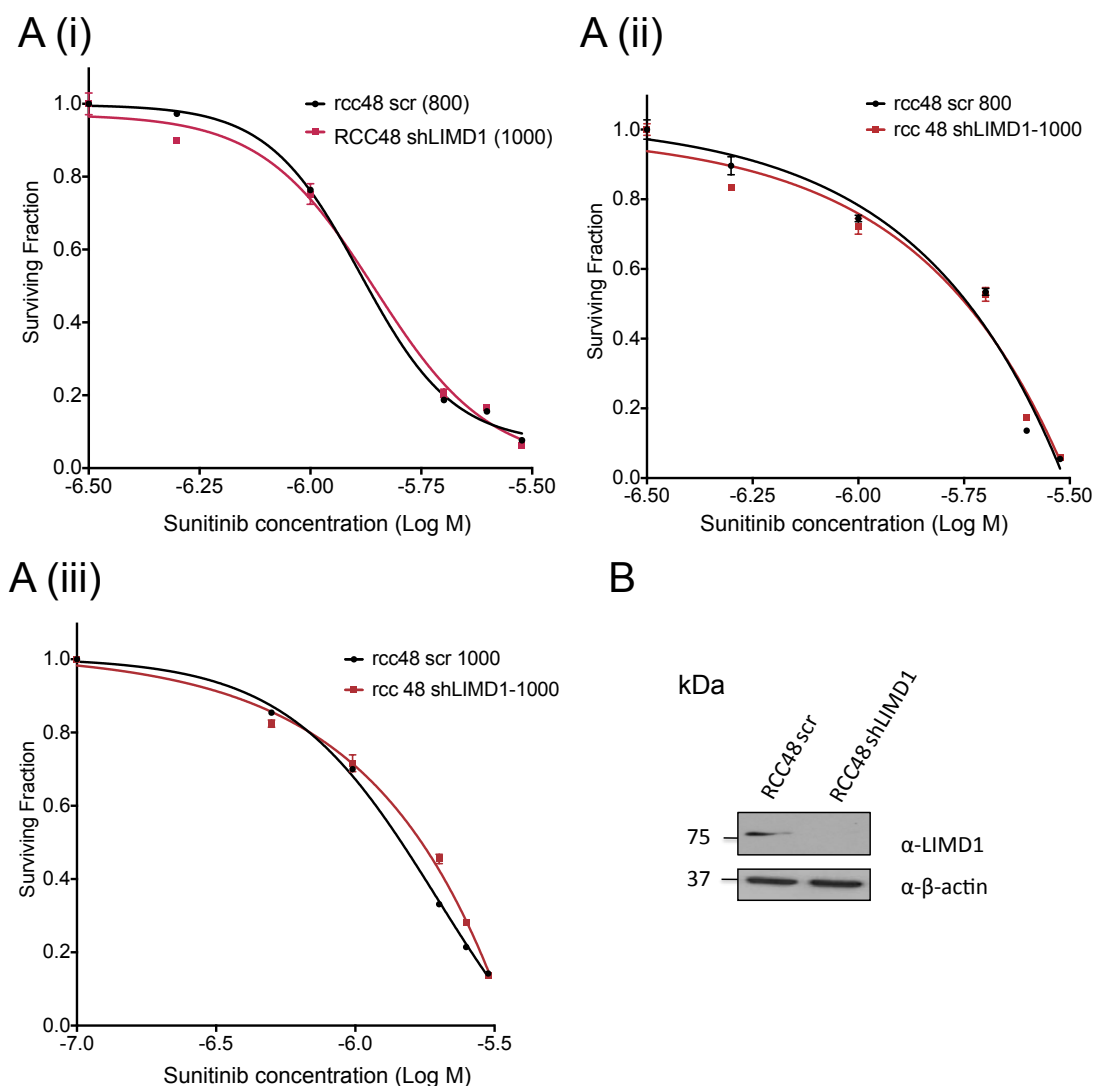 A (i)
rcc48 scr (800)
RCC48 shLIMD1 (1000)
Surviving Fraction
1.0
0.8
0.6
0.4
0.2
0.0
-6.50
-6.25
-6.00
-5.75
-5.50
Sunitinib concentration (Log M)
A (ii)
rcc48 scr 800
rcc 48 shLIMD1-1000
Surviving Fraction
1.0
0.8
0.6
0.4
0.2
0.0
-6.50
-6.25
-6.00
-5.75
-5.50
Sunitinib concentration (Log M)
A (iii)
rcc48 scr 1000
rcc 48 shLIMD1-1000
Surviving Fraction
1.0
0.8
0.6
0.4
0.2
0.0
-7.0
-6.5
-6.0
-5.5
Sunitinib concentration (Log M)
B
kDa
RCC48 scr
RCC48 shLIMD1
75
α-LIMD1
37
α-β-actin